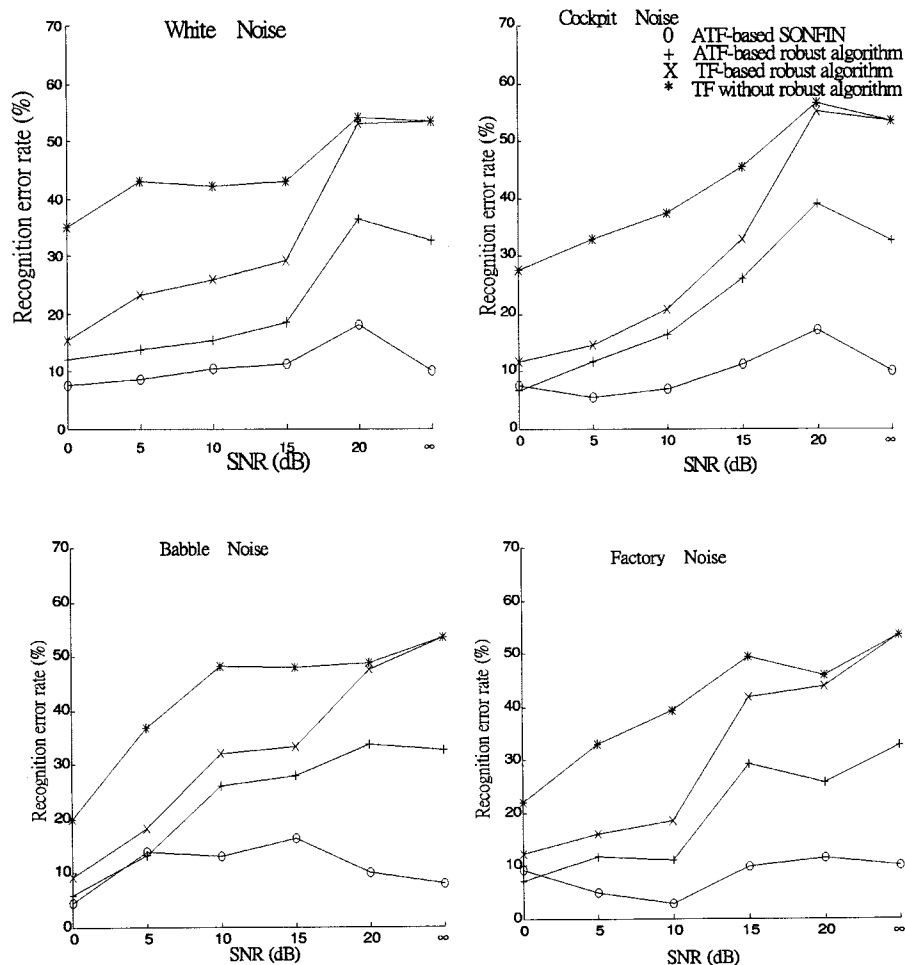 White Noise
70
60
50
40
30
20
10
0
Recognition error rate (%)
0 5 10 15 20 ∞
SNR (dB)
Cockpit Noise
O ATF-based SONFIN
+ ATF-based robust algorithm
X TF-based robust algorithm
* TF without robust algorithm
70
60
50
40
30
20
10
0
Recognition error rate (%)
0 5 10 15 20 ∞
SNR (dB)
Babble Noise
70
60
50
40
30
20
10
0
Recognition error rate (%)
0 5 10 15 20 ∞
SNR (dB)
Factory Noise
70
60
50
40
30
20
10
0
Recognition error rate (%)
0 5 10 15 20 ∞
SNR (dB)